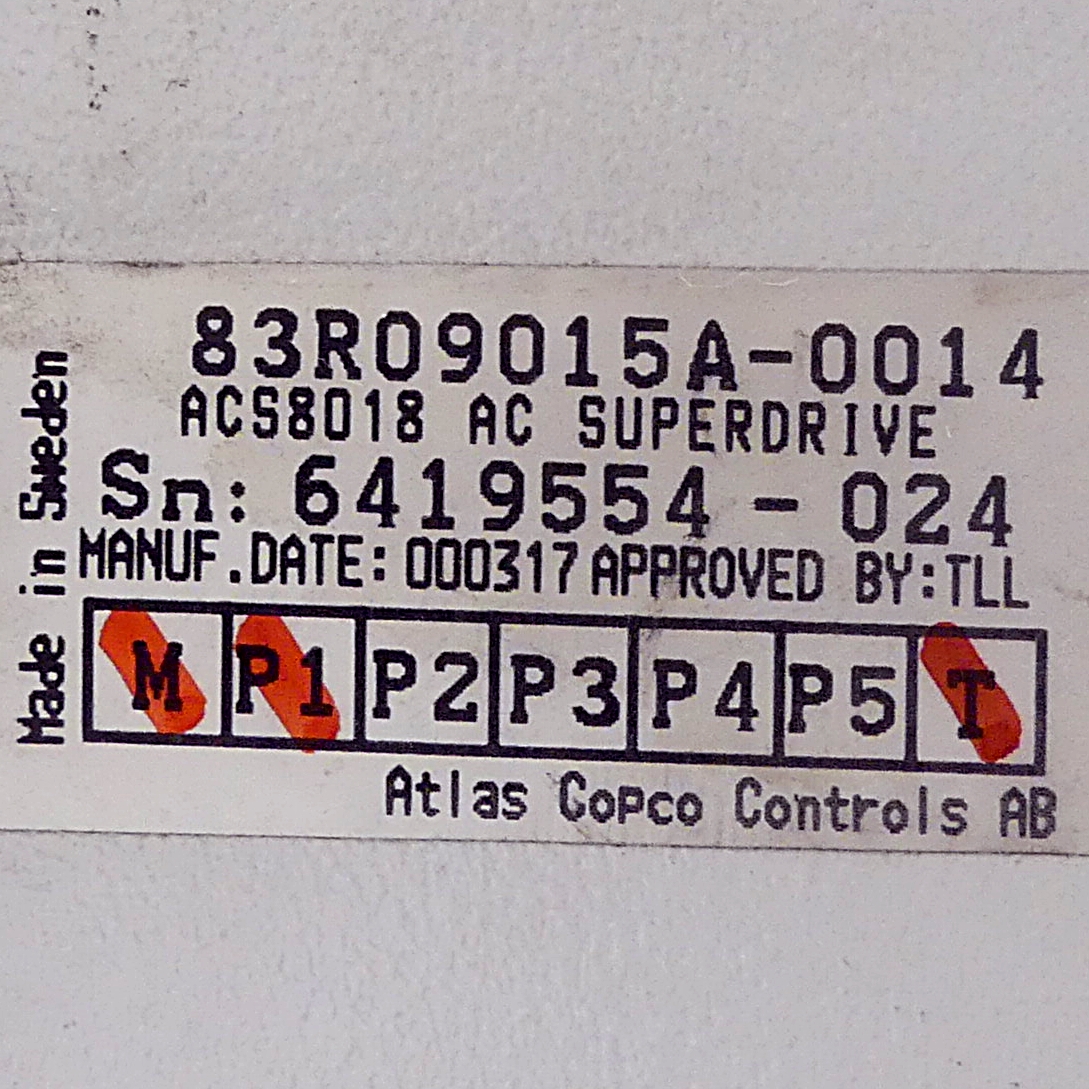 83R09015A-0014
ACS8018 AC SUPERDRIVE
Sn: 6419554-024
MANUF.DATE: 000317 APPROVED BY:TLL
M P1 P2 P3 P4 P5 T
Atlas Copco Controls AB
Made in Sweden